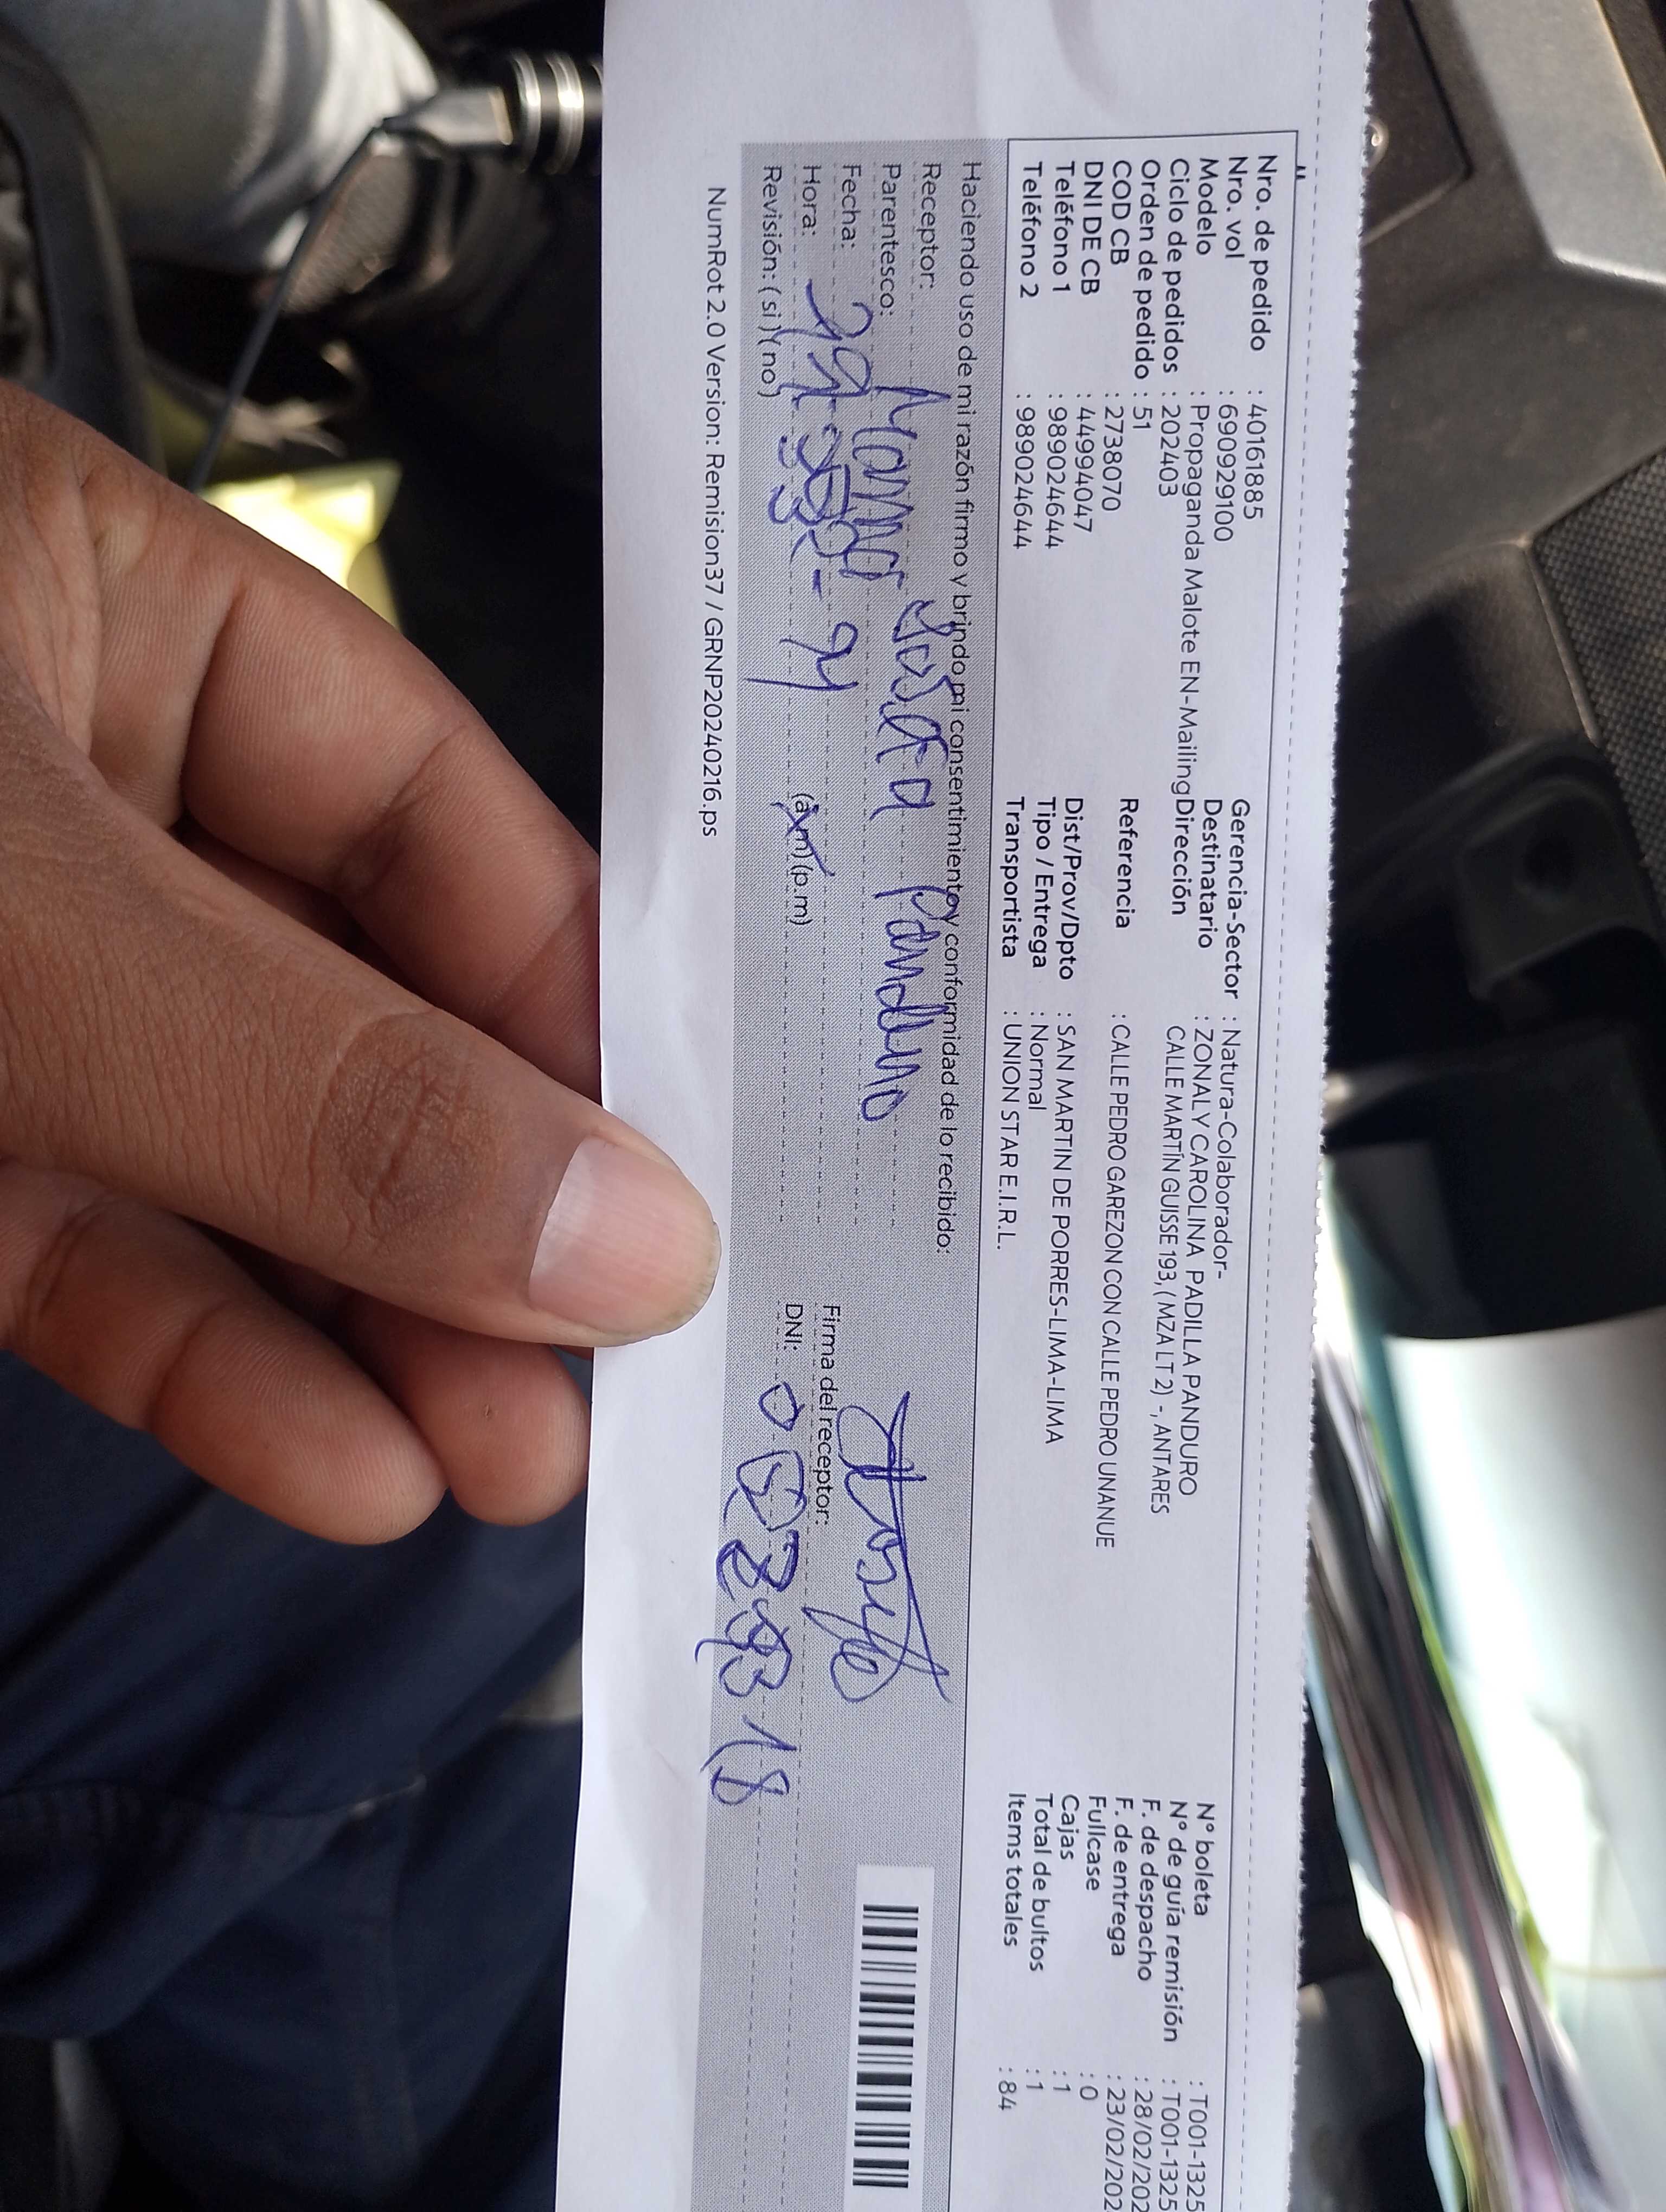 Nro. de pedido : 40161885
Nro. vol : 690929100
Modelo : Propaganda Malote EN-Mailing
Ciclo de pedidos : 202403
Orden de pedido : 51
COD CB : 2738070
DNI DE CB : 44994047
Teléfono 1 : 989024644
Teléfono 2 : 989024644
Gerencia-Sector : Natura-Colaborador-
Destinatario : ZONALY CAROLINA PADILLA PANDURO
Dirección CALLE MARTÍN GUISSE 193, ( MZA LT 2) -, ANTARES
Referencia : CALLE PEDRO GAREZON CON CALLE PEDRO UNANUE
Dist/Prov/Dpto : SAN MARTIN DE PORRES-LIMA-LIMA
Tipo / Entrega : Normal
Transportista : UNION STAR E.I.R.L.
N° boleta : T001-1325
N° de guía remisión : T001-1325
F. de despacho : 28/02/202
F. de entrega : 23/02/202
Fullcase : 0
Cajas : 1
Total de bultos : 1
Items totales : 84
Haciendo uso de mi razón firmo y brindo mi consentimiento y conformidad de lo recibido:
Receptor:
Parentesco:
Fecha:
Hora: (a.m) (p.m)
Revisión: ( si ) ( no )
Firma del receptor:
DNI:
NumRot 2.0 Version: Remision37 / GRNP20240216.ps